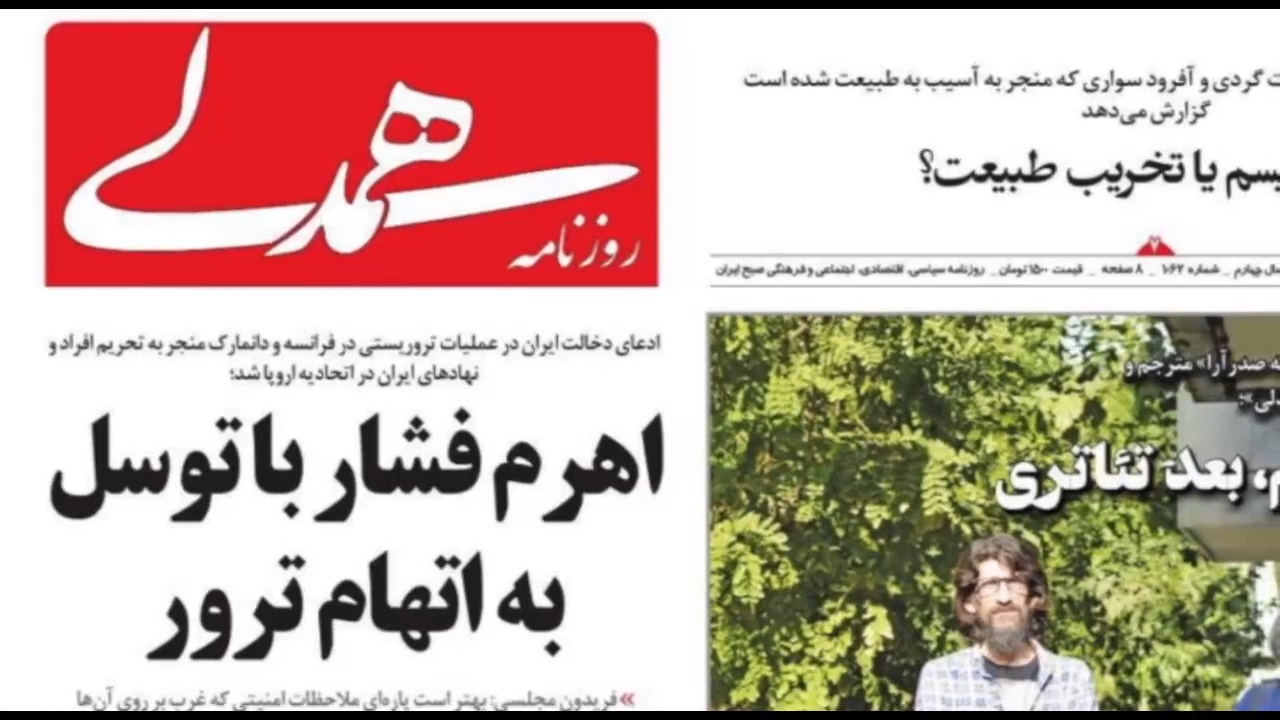 همدلی
روزنامه
ت گردی و آفرود سواری که منجر به آسیب به طبیعت شده است
گزارش می‌دهد
یسم یا تخریب طبیعت؟
۷
سال چهارم _ شماره ۱۰۶۲ _ ۸ صفحه _ قیمت ۱۵۰۰ تومان _ روزنامه سیاسی، اقتصادی، اجتماعی و فرهنگی صبح ایران
ادعای دخالت ایران در عملیات تروریستی در فرانسه و دانمارک منجر به تحریم افراد و
نهادهای ایران در اتحادیه اروپا شد؛
اهرم فشار با توسل
به اتهام ترور
«فریدون مجلسی: بهتر است پاره‌ای ملاحظات امنیتی که غرب بر روی آن‌ها
ه صدرآرا» مترجم و
دلی»؛
م، بعد تئاتری